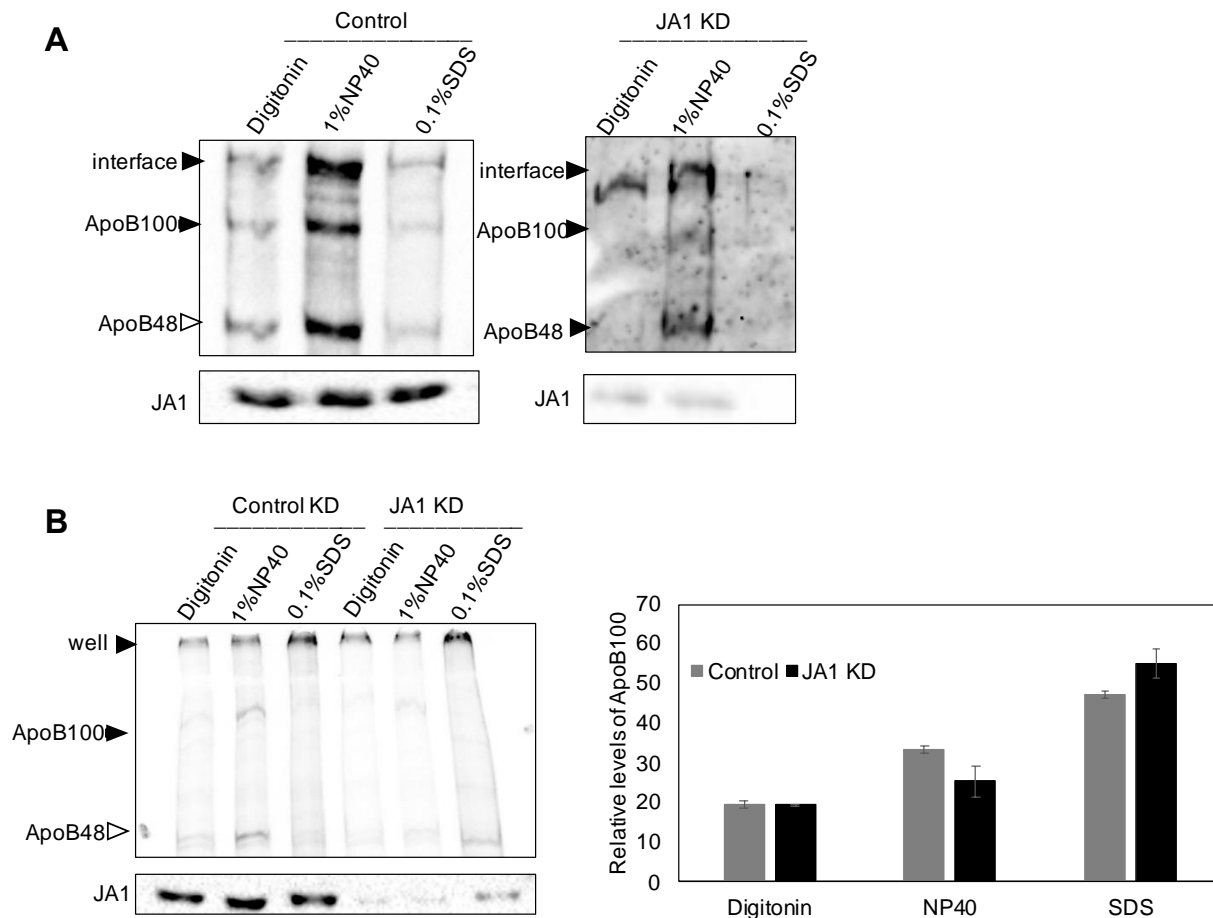 A
Control
JA1 KD
Digitonin
1%NP40
0.1%SDS
Digitonin
1%NP40
0.1%SDS
interface
ApoB100
ApoB48
JA1
interface
ApoB100
ApoB48
JA1
B
Control KD
JA1 KD
Digitonin
1%NP40
0.1%SDS
Digitonin
1%NP40
0.1%SDS
well
ApoB100
ApoB48
JA1
Relative levels of ApoB100
70
60
50
40
30
20
10
0
Control JA1 KD
Digitonin NP40 SDS